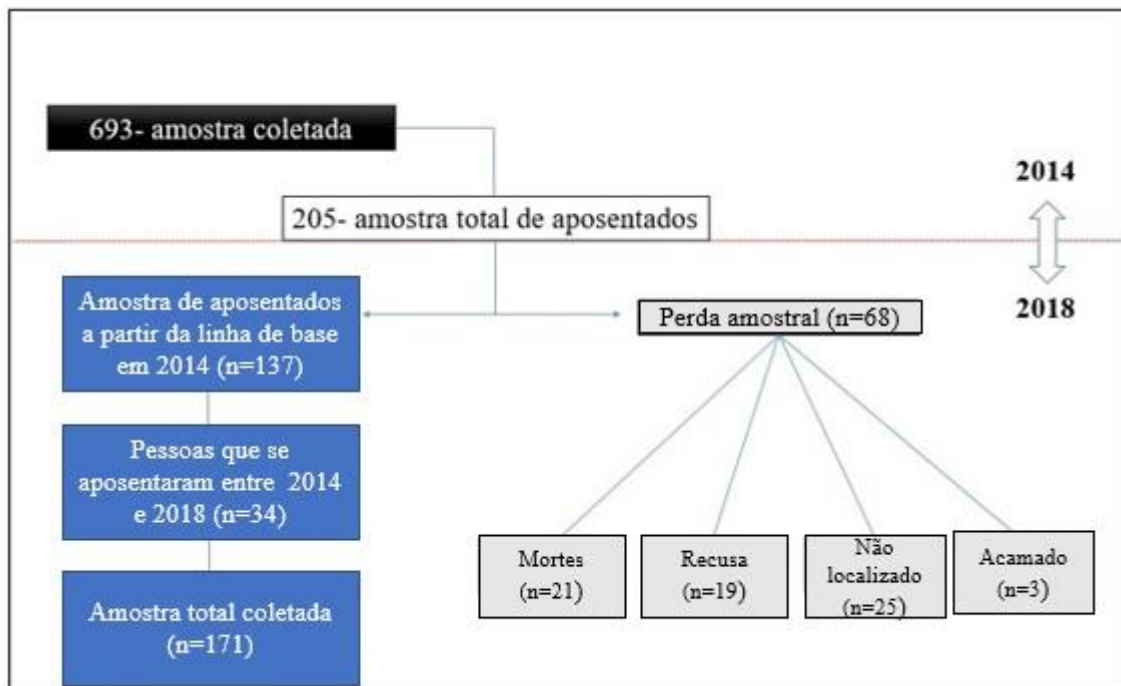 693- amostra coletada
2014
205- amostra total de aposentados
2018
Amostra de aposentados
a partir da linha de base
em 2014 (n=137)
Perda amostral (n=68)
Pessoas que se
aposentaram entre 2014
e 2018 (n=34)
Mortes
(n=21)
Recusa
(n=19)
Não
localizado
(n=25)
Acamado
(n=3)
Amostra total coletada
(n=171)